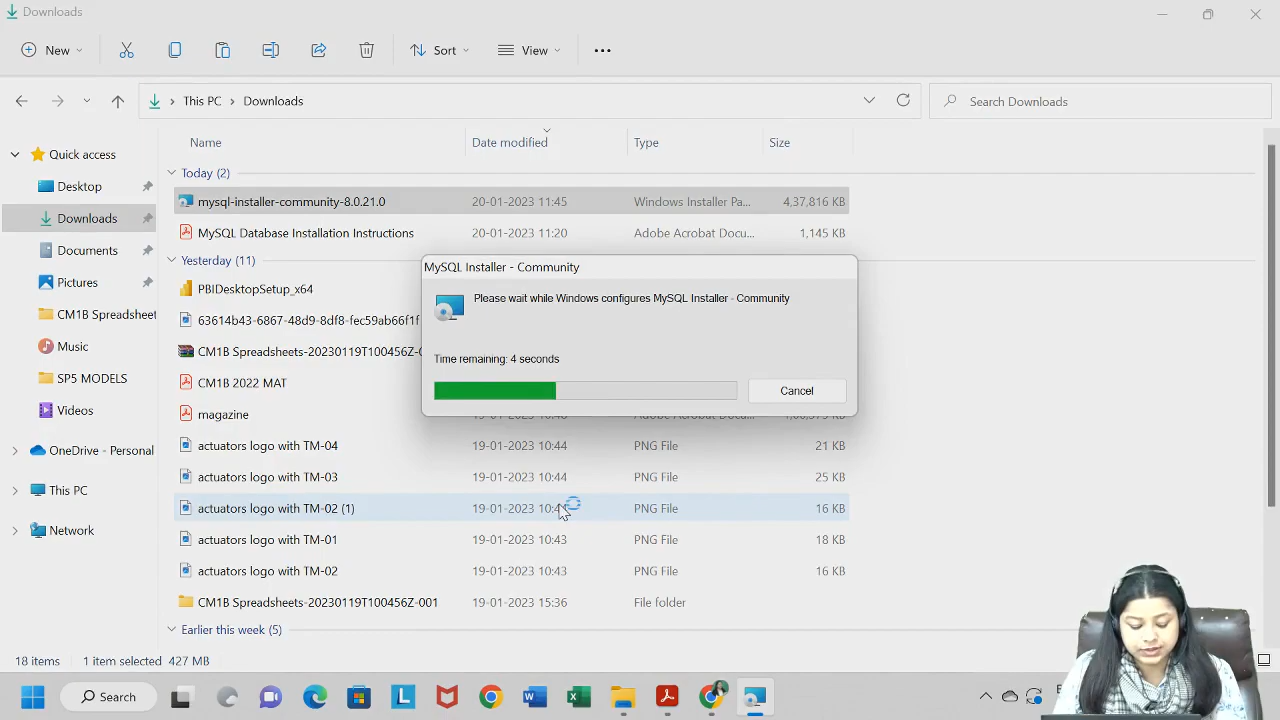 Downloads
New
Sort
View
This PC
Downloads
Search Downloads
Name
Date modified
Type
Size
Quick access
Desktop
Downloads
Documents
Pictures
CM1B Spreadsheet
Music
SP5 MODELS
Videos
OneDrive - Personal
This PC
Network
Today (2)
mysql-installer-community-8.0.21.0 20-01-2023 11:45 Windows Installer Pa... 4,37,816 KB
MySQL Database Installation Instructions 20-01-2023 11:20 Adobe Acrobat Docu... 1,145 KB
Yesterday (11)
PBIDesktopSetup_x64
63614b43-6867-48d9-8df8-fec59ab66f1f
CM1B Spreadsheets-20230119T100456Z-0
CM1B 2022 MAT
magazine
actuators logo with TM-04 19-01-2023 10:44 PNG File 21 KB
actuators logo with TM-03 19-01-2023 10:44 PNG File 25 KB
actuators logo with TM-02 (1) 19-01-2023 PNG File 16 KB
actuators logo with TM-01 19-01-2023 10:43 PNG File 18 KB
actuators logo with TM-02 19-01-2023 10:43 PNG File 16 KB
CM1B Spreadsheets-20230119T100456Z-001 19-01-2023 15:36 File folder
Earlier this week (5)
MySQL Installer - Community
Please wait while Windows configures MySQL Installer - Community
Time remaining: 4 seconds
Cancel
18 items 1 item selected 427 MB
Search